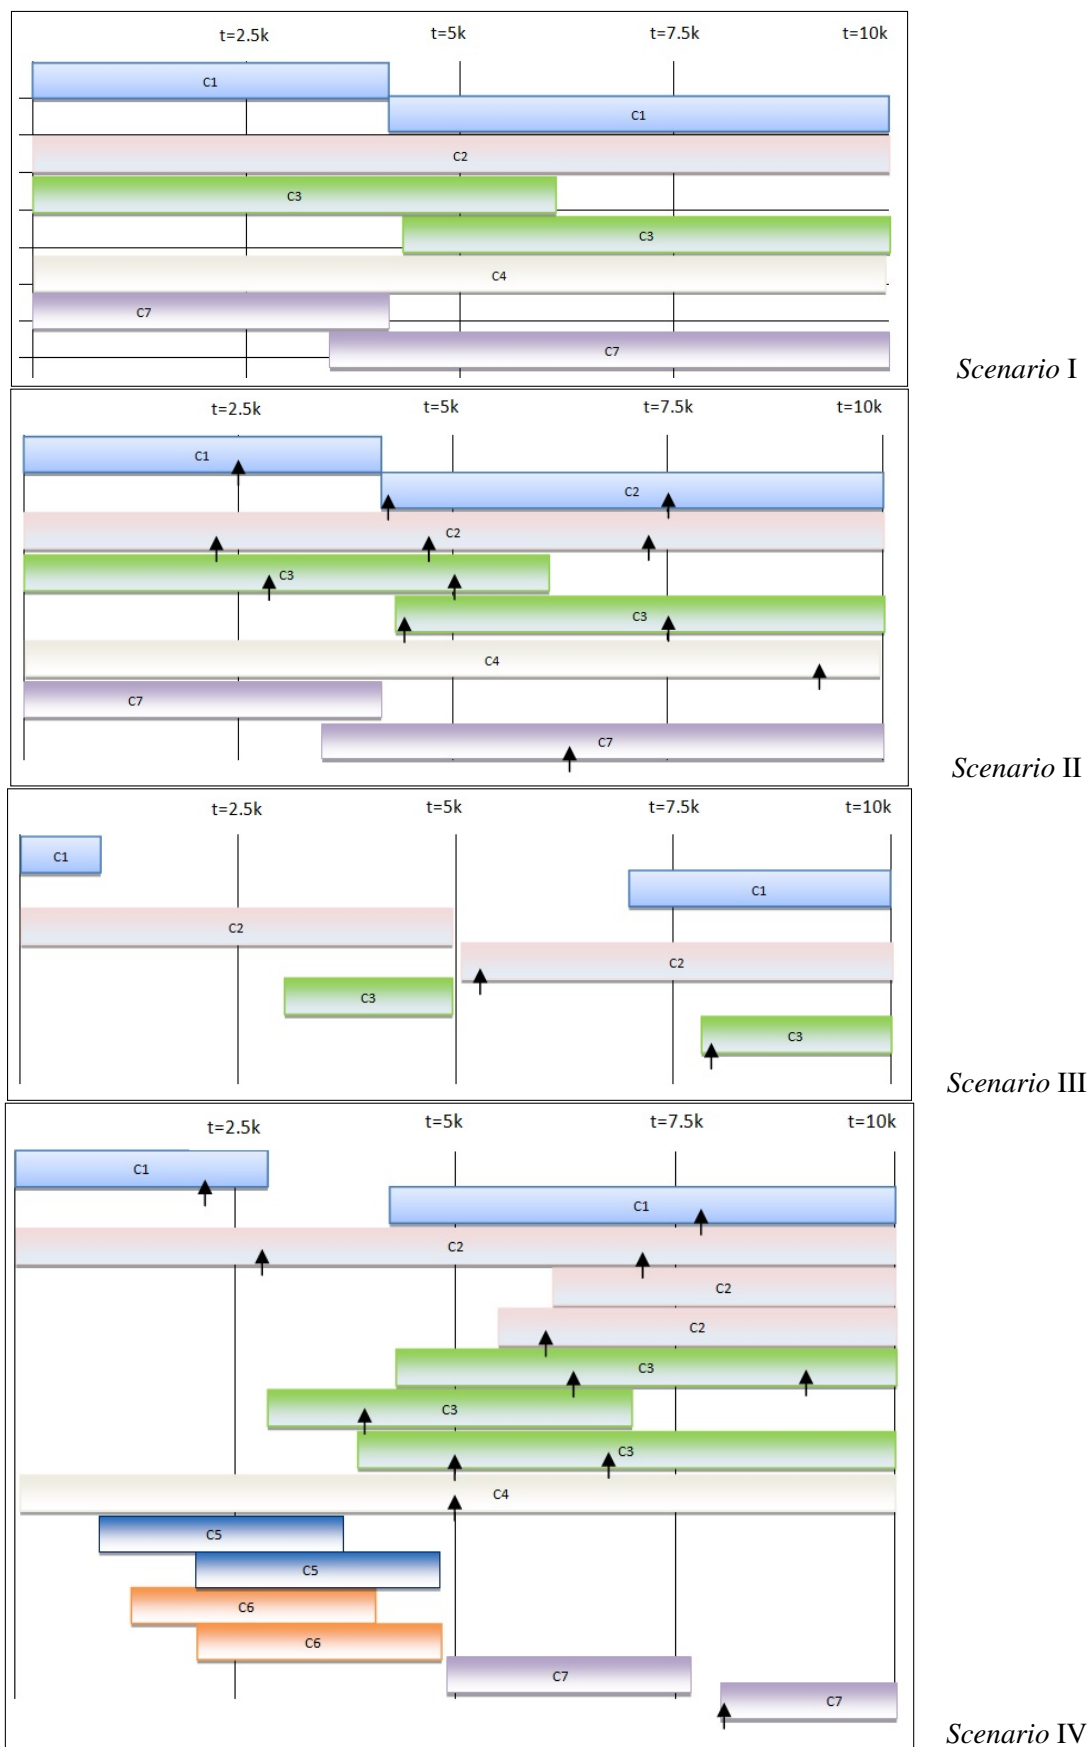 t=2.5k t=5k t=7.5k t=10k
C1
C1
C2
C3
C3
C4
C7
C7
Scenario I
t=2.5k t=5k t=7.5k t=10k
C1
C2
C2
C3
C3
C4
C7
C7
Scenario II
t=2.5k t=5k t=7.5k t=10k
C1
C1
C2
C2
C3
C3
Scenario III
t=2.5k t=5k t=7.5k t=10k
C1
C1
C2
C2
C2
C3
C3
C3
C4
C5
C5
C6
C6
C7
C7
Scenario IV